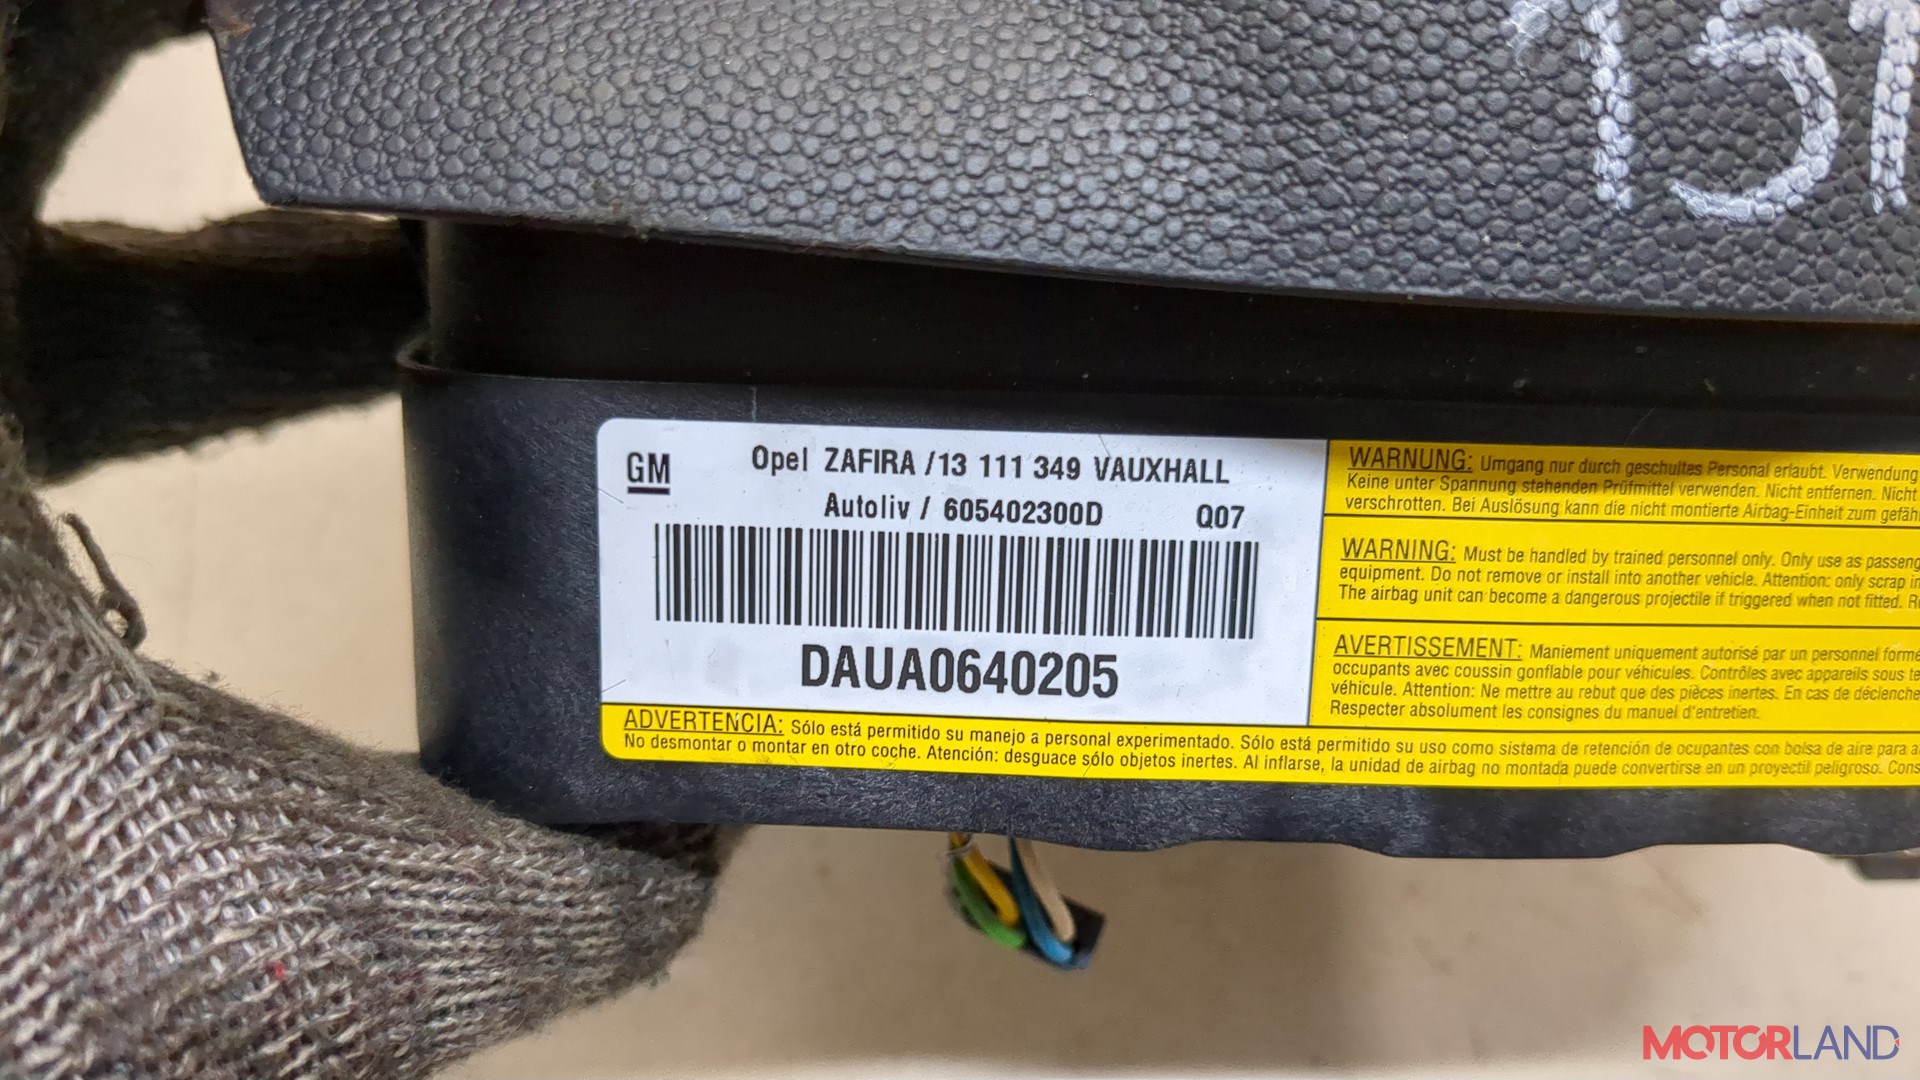 15
GM
Opel ZAFIRA /13 111 349 VAUXHALL
Autoliv / 605402300D Q07
DAUA0640205
WARNUNG: Umgang nur durch geschultes Personal erlaubt. Verwendung
Keine unter Spannung stehenden Prüfmittel verwenden. Nicht entfernen. Nicht
verschrotten. Bei Auslösung kann die nicht montierte Airbag-Einheit zum gefäh
WARNING: Must be handled by trained personnel only. Only use as passeng
equipment. Do not remove or install into another vehicle. Attention: only scrap in
The airbag unit can become a dangerous projectile if triggered when not fitted. R
AVERTISSEMENT: Maniement uniquement autorisé par un personnel formé
occupants avec coussin gonflable pour véhicules. Contrôles avec appareils sous te
véhicule. Attention: Ne mettre au rebut que des pièces inertes. En cas de déclenche
Respecter absolument les consignes du manuel d'entretien.
ADVERTENCIA: Sólo está permitido su manejo a personal experimentado. Sólo está permitido su uso como sistema de retención de ocupantes con bolsa de aire para a
No desmontar o montar en otro coche. Atención: desguace sólo objetos inertes. Al inflarse, la unidad de airbag no montada puede convertirse en un proyectil peligroso. Cons
MOTORLAND